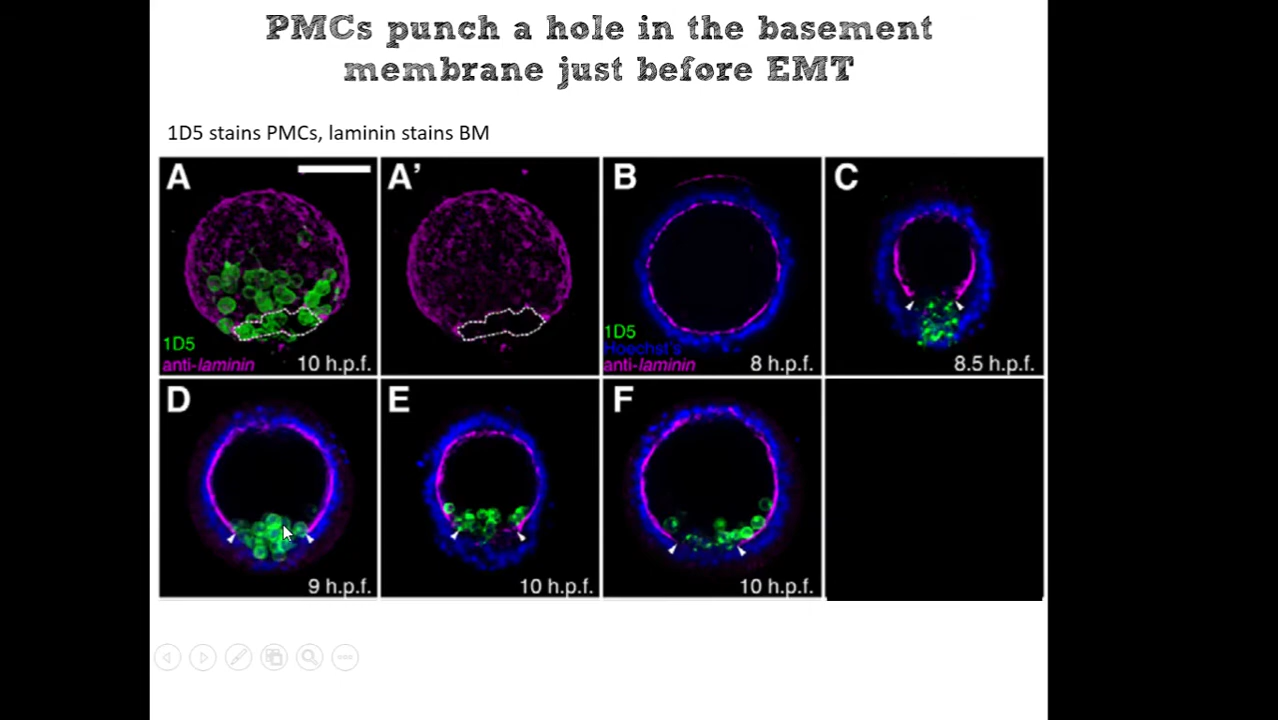 PMCs punch a hole in the basement
membrane just before EMT
1D5 stains PMCs, laminin stains BM
A
A’
B
C
1D5
anti-laminin
10 h.p.f.
1D5
Hoechst's
anti-laminin
8 h.p.f.
8.5 h.p.f.
D
E
F
9 h.p.f.
10 h.p.f.
10 h.p.f.